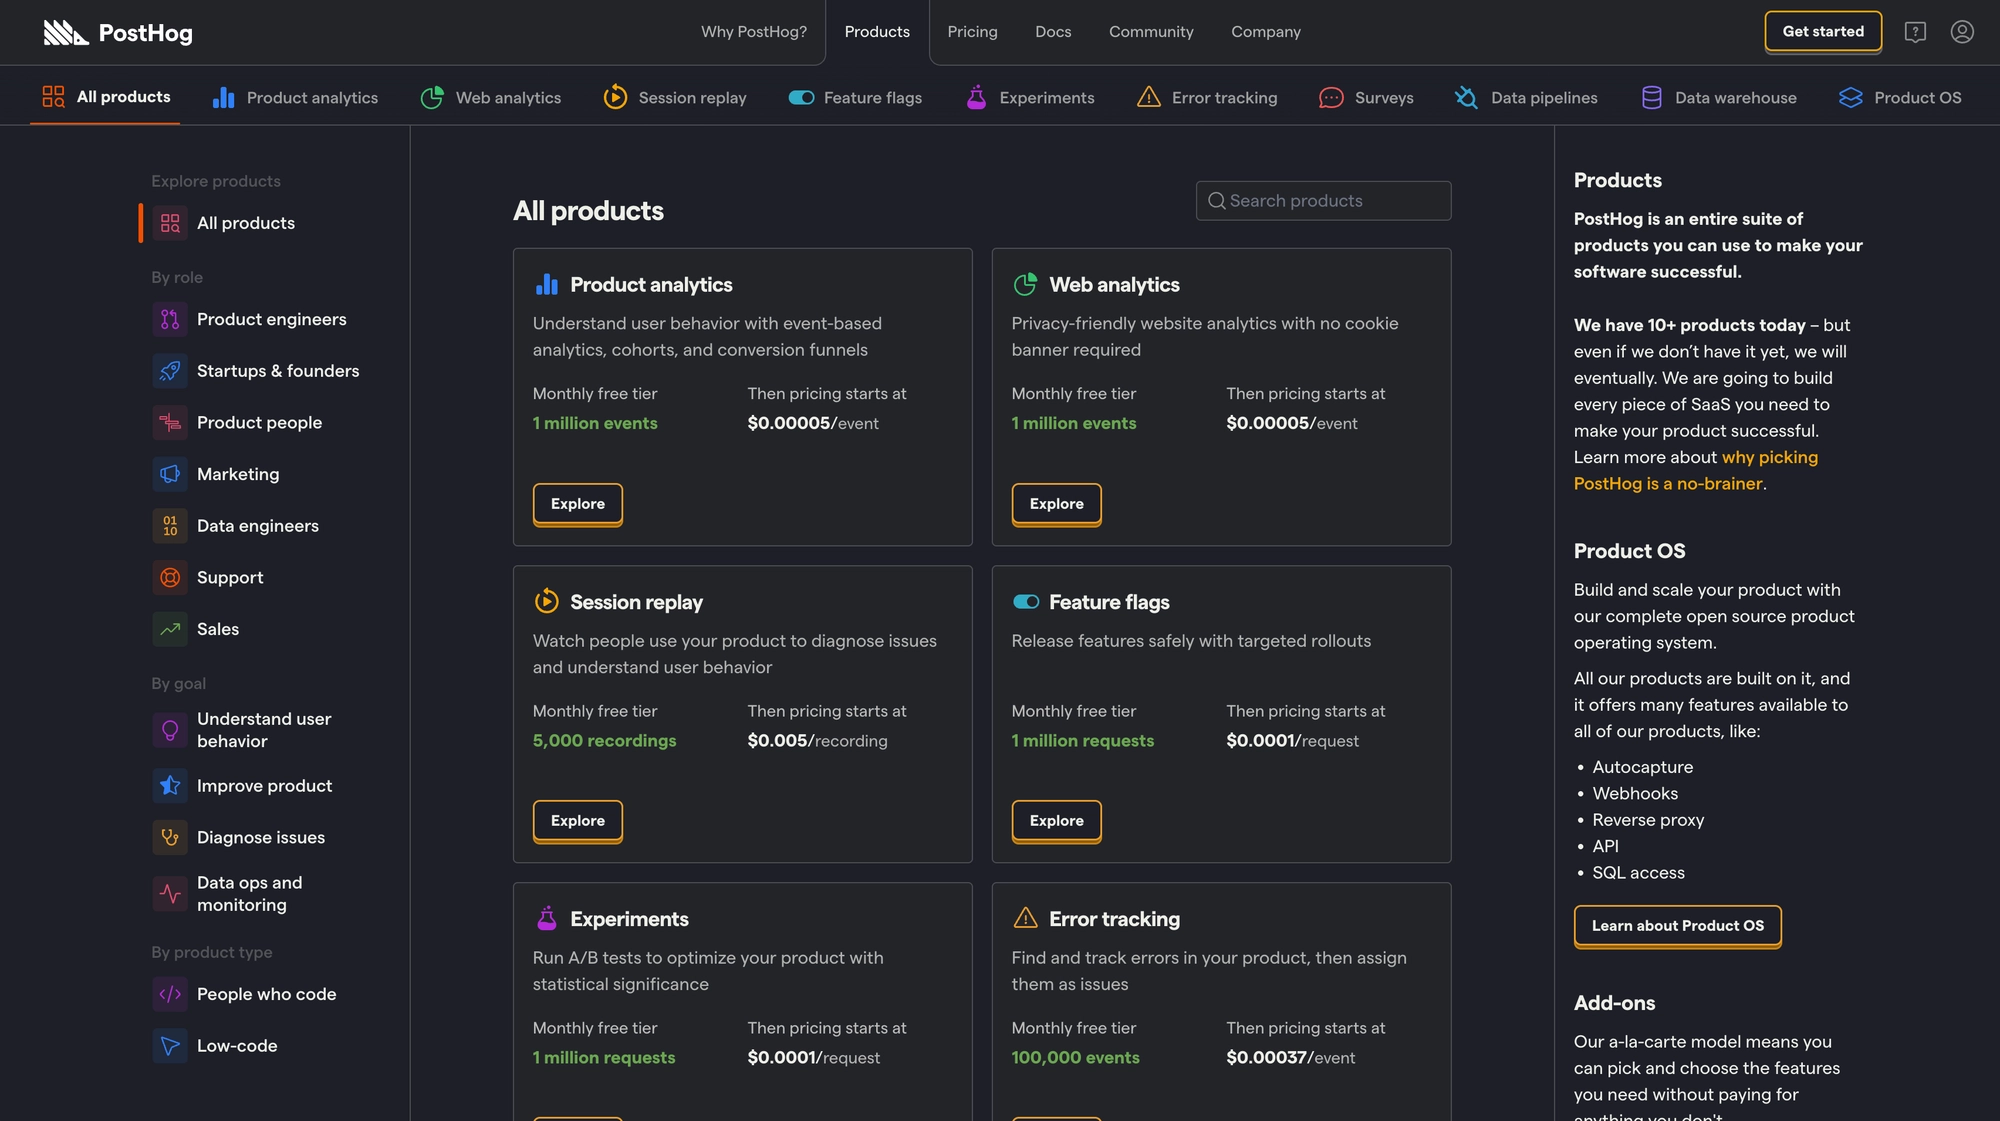 PostHog
Why PostHog?
Products
Pricing
Docs
Community
Company
Get started
All products
Product analytics
Web analytics
Session replay
Feature flags
Experiments
Error tracking
Surveys
Data pipelines
Data warehouse
Product OS
Explore products
All products
By role
Product engineers
Startups & founders
Product people
Marketing
01
10
Data engineers
Support
Sales
By goal
Understand user
behavior
Improve product
Diagnose issues
Data ops and
monitoring
By product type
People who code
Low-code
All products
Search products
Product analytics
Understand user behavior with event-based
analytics, cohorts, and conversion funnels
Monthly free tier
Then pricing starts at
1 million events
$0.00005/event
Explore
Web analytics
Privacy-friendly website analytics with no cookie
banner required
Monthly free tier
Then pricing starts at
1 million events
$0.00005/event
Explore
Session replay
Watch people use your product to diagnose issues
and understand user behavior
Monthly free tier
Then pricing starts at
5,000 recordings
$0.005/recording
Explore
Feature flags
Release features safely with targeted rollouts
Monthly free tier
Then pricing starts at
1 million requests
$0.0001/request
Explore
Experiments
Run A/B tests to optimize your product with
statistical significance
Monthly free tier
Then pricing starts at
1 million requests
$0.0001/request
Error tracking
Find and track errors in your product, then assign
them as issues
Monthly free tier
Then pricing starts at
100,000 events
$0.00037/event
Products
PostHog is an entire suite of
products you can use to make your
software successful.
We have 10+ products today – but
even if we don’t have it yet, we will
eventually. We are going to build
every piece of SaaS you need to
make your product successful.
Learn more about why picking
PostHog is a no-brainer.
Product OS
Build and scale your product with
our complete open source product
operating system.
All our products are built on it, and
it offers many features available to
all of our products, like:
• Autocapture
• Webhooks
• Reverse proxy
• API
• SQL access
Learn about Product OS
Add-ons
Our a-la-carte model means you
can pick and choose the features
you need without paying for
anything you don't